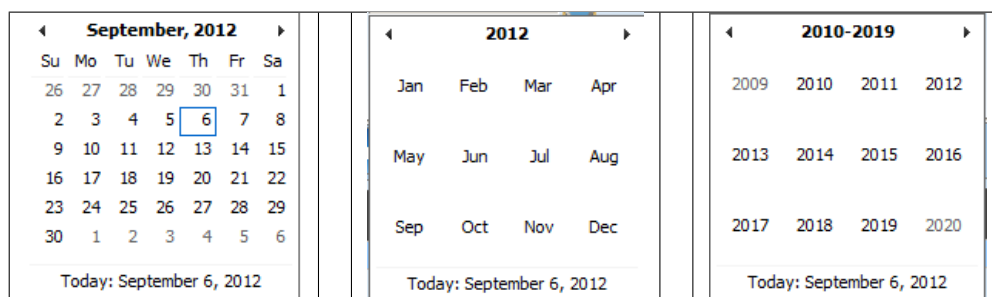 September, 2012
Su Mo Tu We Th Fr Sa
26 27 28 29 30 31 1
2 3 4 5 6 7 8
9 10 11 12 13 14 15
16 17 18 19 20 21 22
23 24 25 26 27 28 29
30 1 2 3 4 5 6
Today: September 6, 2012
2012
Jan Feb Mar Apr
May Jun Jul Aug
Sep Oct Nov Dec
Today: September 6, 2012
2010-2019
2009 2010 2011 2012
2013 2014 2015 2016
2017 2018 2019 2020
Today: September 6, 2012